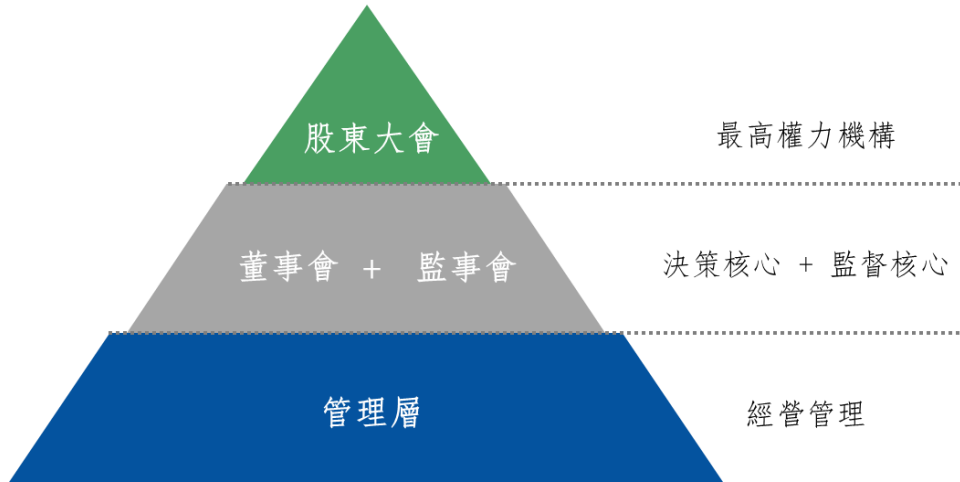 股東大會
最高權力機構
董事會 + 監事會
決策核心 + 監督核心
管理層
經營管理